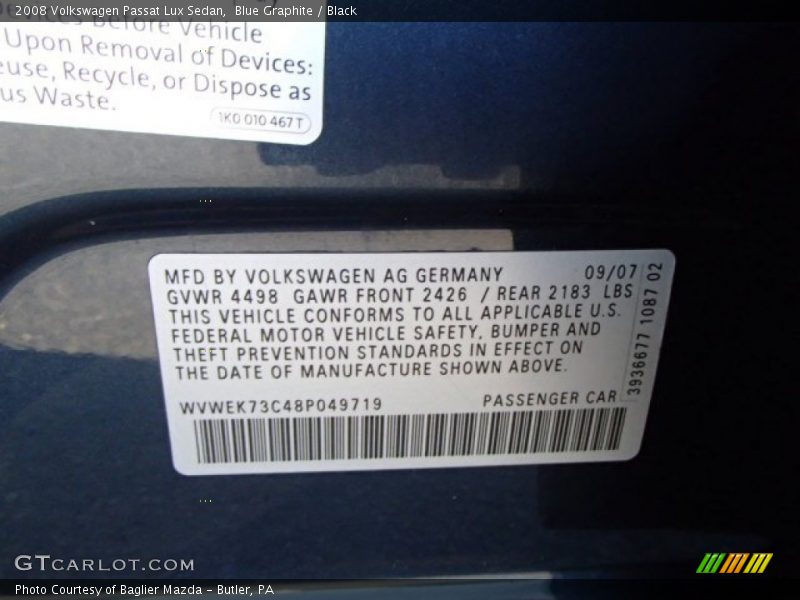 2008 Volkswagen Passat Lux Sedan, Blue Graphite / Black
Devices Before Vehicle
Upon Removal of Devices:
euse, Recycle, or Dispose as
us Waste.
1K0 010 467 T
MFD BY VOLKSWAGEN AG GERMANY 09/07
GVWR 4498 GAWR FRONT 2426 / REAR 2183 LBS
THIS VEHICLE CONFORMS TO ALL APPLICABLE U.S.
FEDERAL MOTOR VEHICLE SAFETY, BUMPER AND
THEFT PREVENTION STANDARDS IN EFFECT ON
THE DATE OF MANUFACTURE SHOWN ABOVE.
WVWEK73C48P049719 PASSENGER CAR
3936677 1087 02
GTCARLOT.COM
Photo Courtesy of Baglier Mazda - Butler, PA